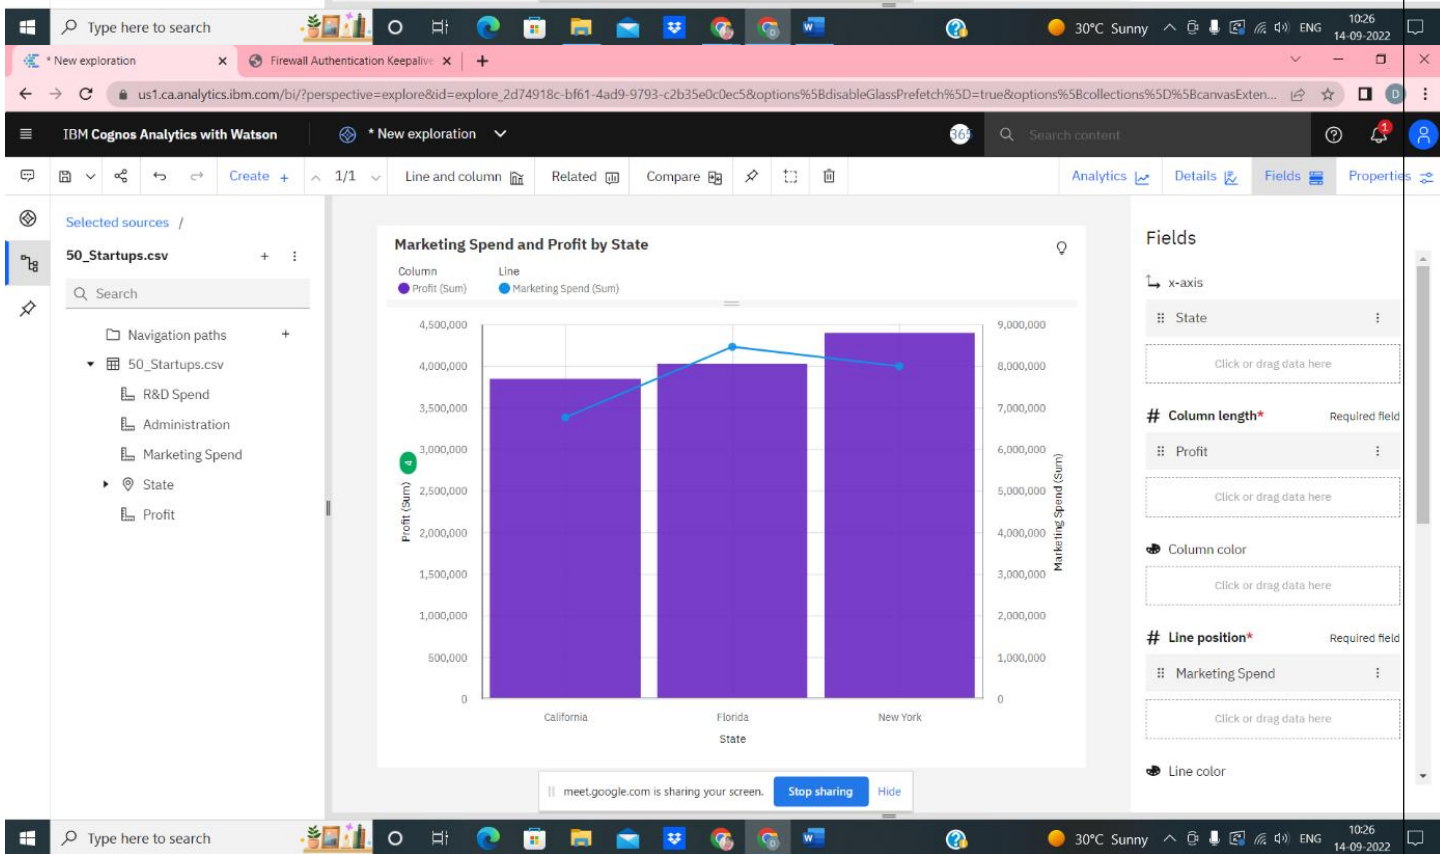 Type here to search
30°C Sunny
ENG
10:26
14-09-2022
* New exploration
Firewall Authentication Keepalive
us1.ca.analytics.ibm.com/bi/?perspective=explore&id=explore_2d74918c-bf61-4ad9-9793-c2b35e0c0ec5&options%5BdisableGlassPrefetch%5D=true&options%5Bcollections%5D%5BcanvasExten...
D
IBM Cognos Analytics with Watson
* New exploration
365
Search content
1
Create +
1/1
Line and column
Related
Compare
Analytics
Details
Fields
Properties
Selected sources /
50_Startups.csv
Search
Navigation paths
50_Startups.csv
R&D Spend
Administration
Marketing Spend
State
Profit
Marketing Spend and Profit by State
Column
Line
Profit (Sum)
Marketing Spend (Sum)
4,500,000
4,000,000
3,500,000
3,000,000
2,500,000
2,000,000
1,500,000
1,000,000
500,000
0
Profit (Sum)
4
9,000,000
8,000,000
7,000,000
6,000,000
5,000,000
4,000,000
3,000,000
2,000,000
1,000,000
0
Marketing Spend (Sum)
California
Florida
New York
State
Fields
x-axis
State
Click or drag data here
# Column length*
Required field
Profit
Click or drag data here
Column color
Click or drag data here
# Line position*
Required field
Marketing Spend
Click or drag data here
Line color
meet.google.com is sharing your screen.
Stop sharing
Hide
Type here to search
30°C Sunny
ENG
10:26
14-09-2022